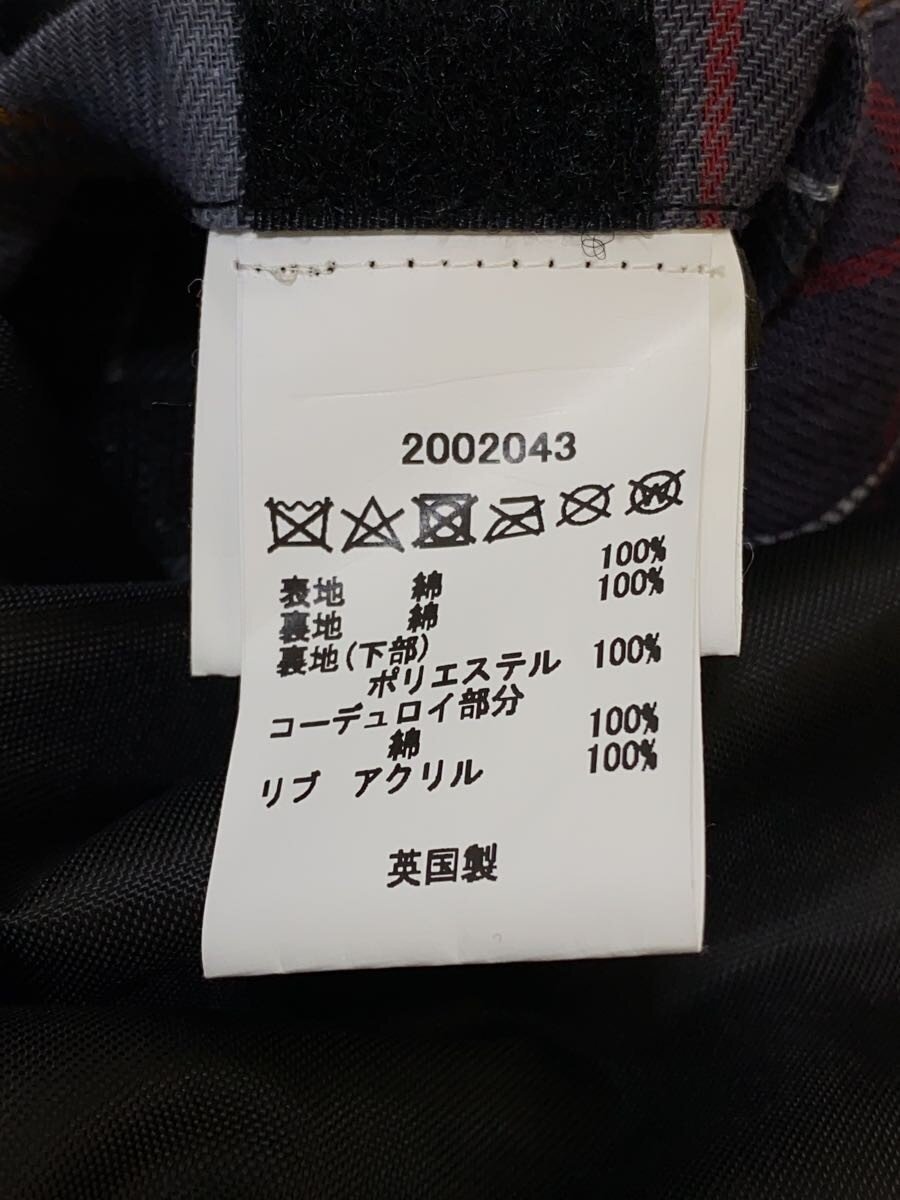 2002043
表地 綿 100%
裏地 綿 100%
裏地(下部)
ポリエステル 100%
コーデュロイ部分
綿 100%
リブ アクリル 100%
英国製